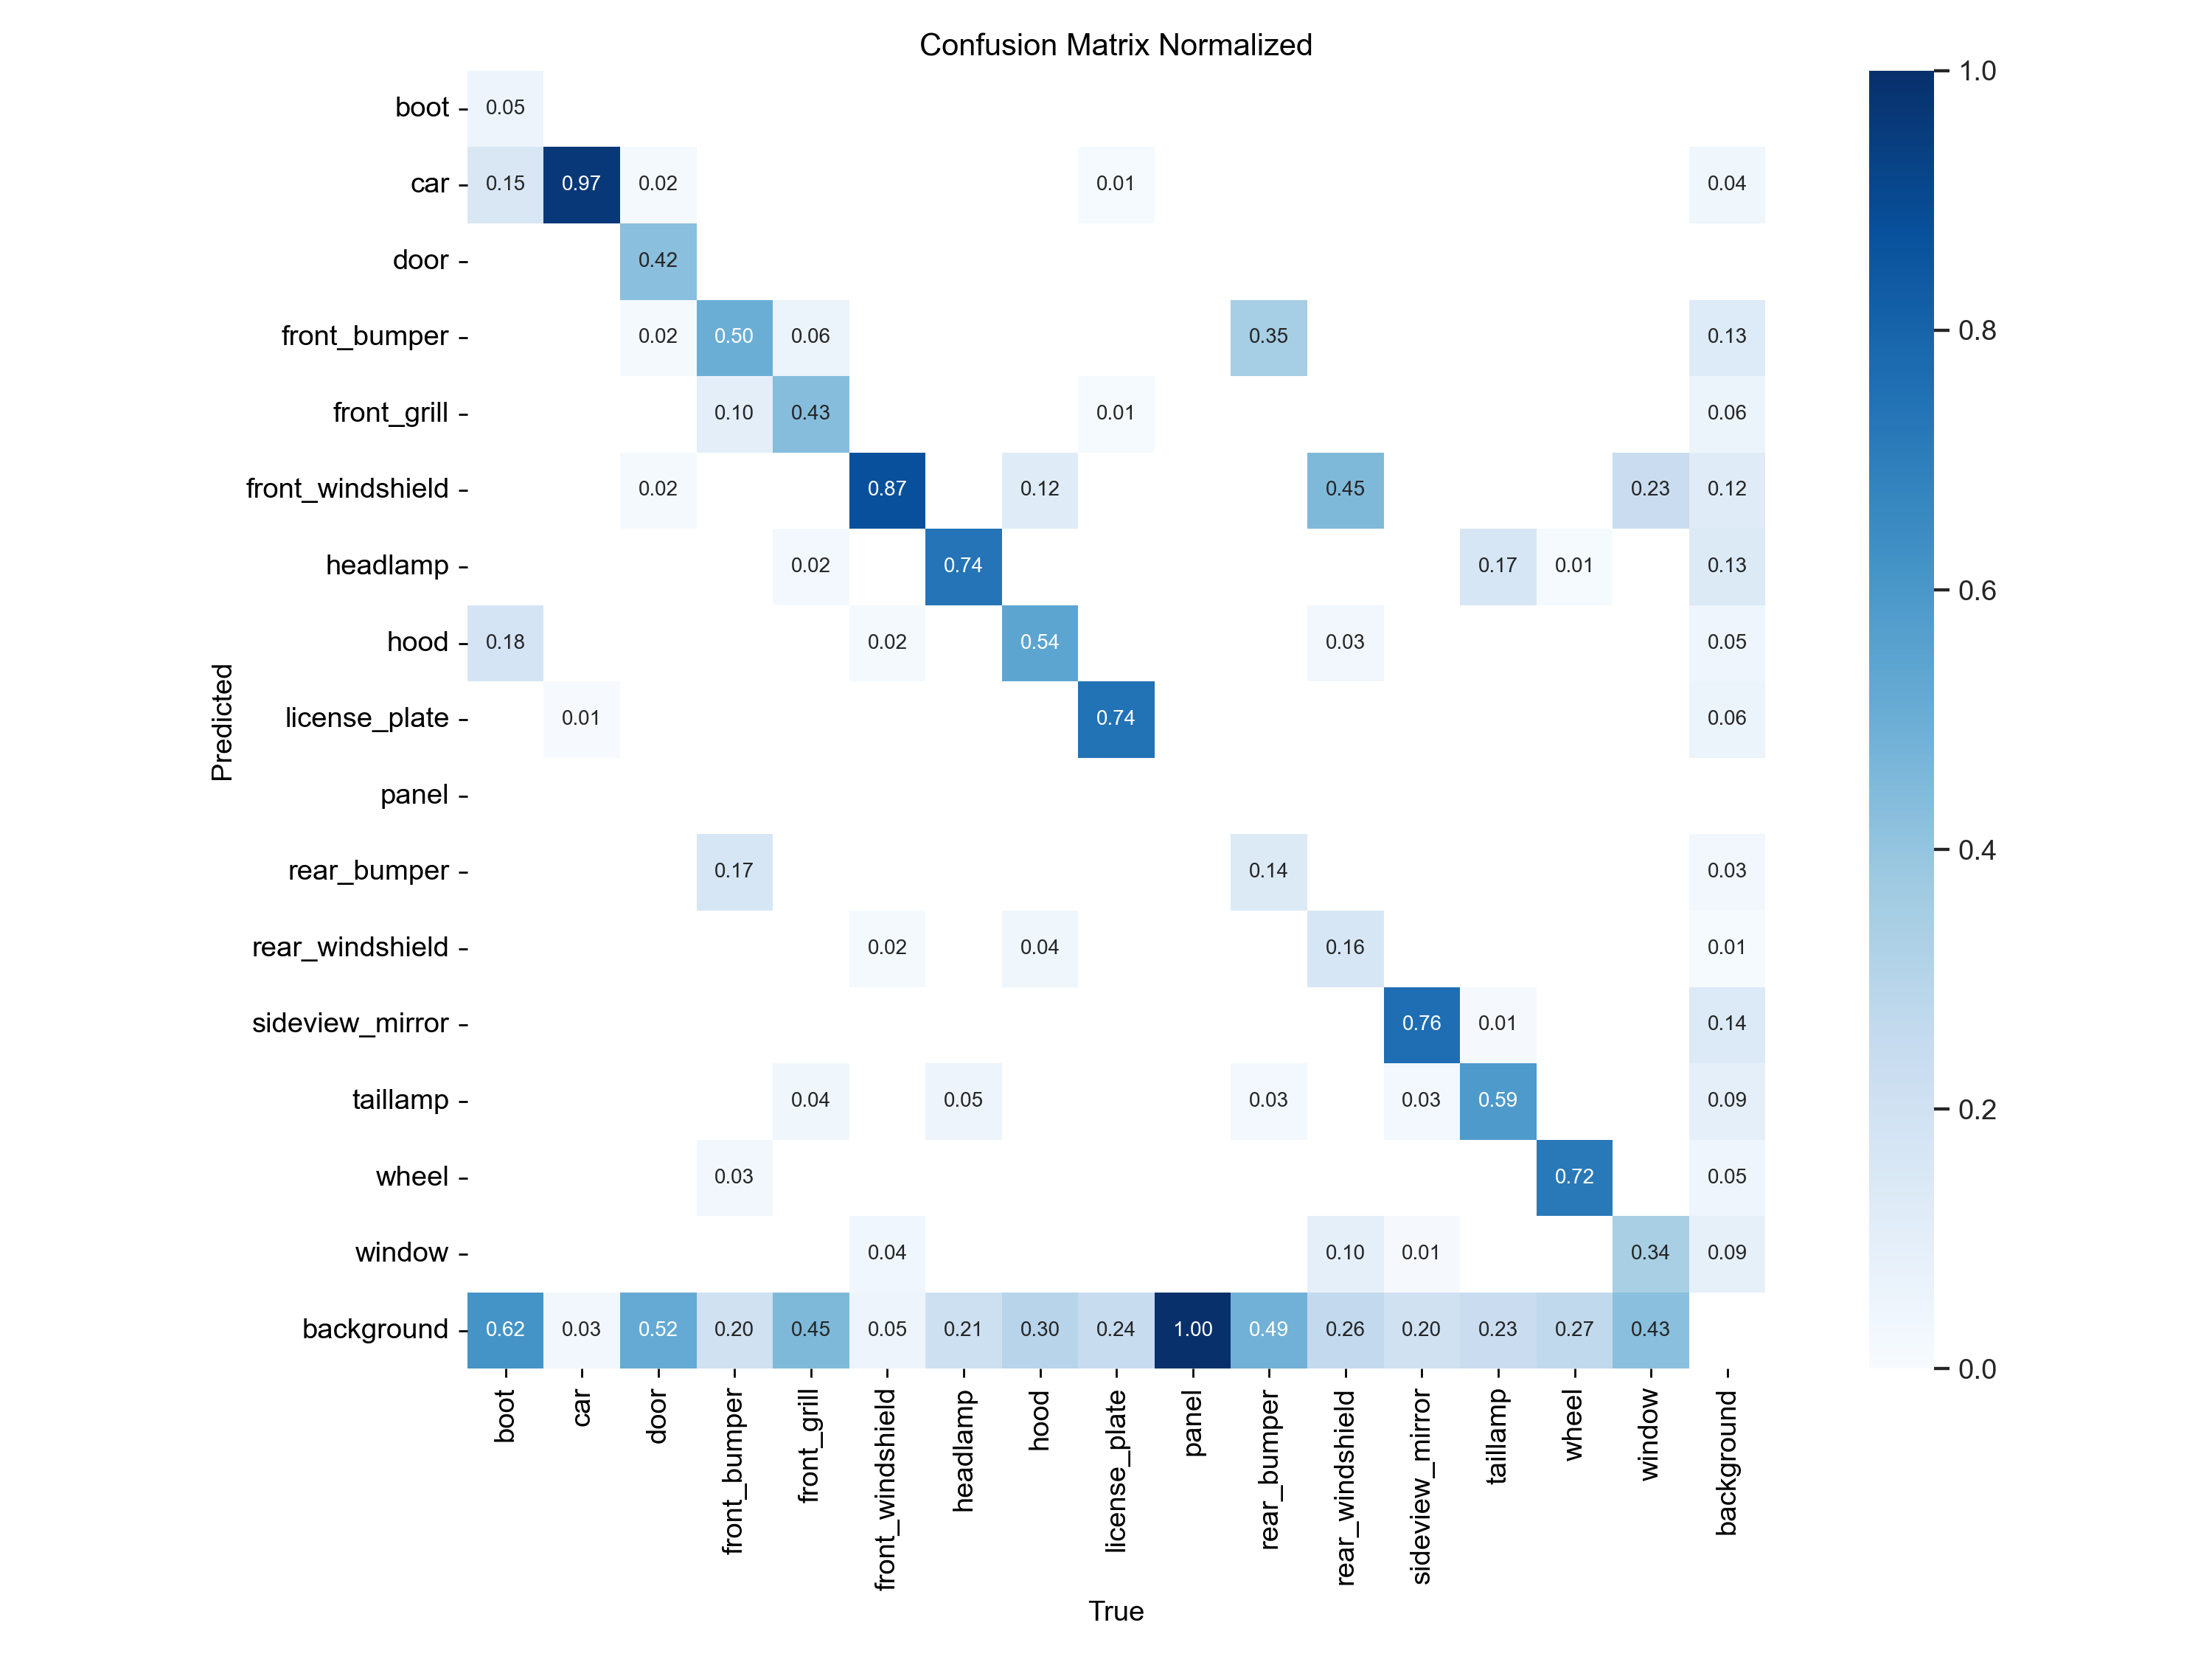 Confusion Matrix Normalized
boot 0.05
car 0.15 0.97 0.02 0.01 0.04
door 0.42
front_bumper 0.02 0.50 0.06 0.35 0.13
front_grill 0.10 0.43 0.01 0.06
front_windshield 0.02 0.87 0.12 0.45 0.23 0.12
headlamp 0.02 0.74 0.17 0.01 0.13
hood 0.18 0.02 0.54 0.03 0.05
license_plate 0.01 0.74 0.06
panel
rear_bumper 0.17 0.14 0.03
rear_windshield 0.02 0.04 0.16 0.01
sideview_mirror 0.76 0.01 0.14
taillamp 0.04 0.05 0.03 0.03 0.59 0.09
wheel 0.03 0.72 0.05
window 0.04 0.10 0.01 0.34 0.09
background 0.62 0.03 0.52 0.20 0.45 0.05 0.21 0.30 0.24 1.00 0.49 0.26 0.20 0.23 0.27 0.43
Predicted
boot
car
door
front_bumper
front_grill
front_windshield
headlamp
hood
license_plate
panel
rear_bumper
rear_windshield
sideview_mirror
taillamp
wheel
window
background
True
1.0
0.8
0.6
0.4
0.2
0.0